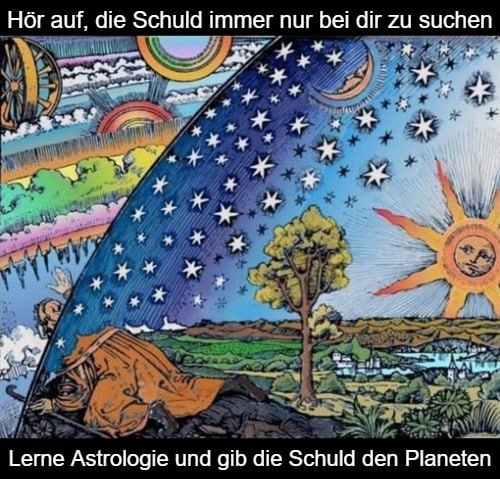 Hör auf, die Schuld immer nur bei dir zu suchen
Lerne Astrologie und gib die Schuld den Planeten